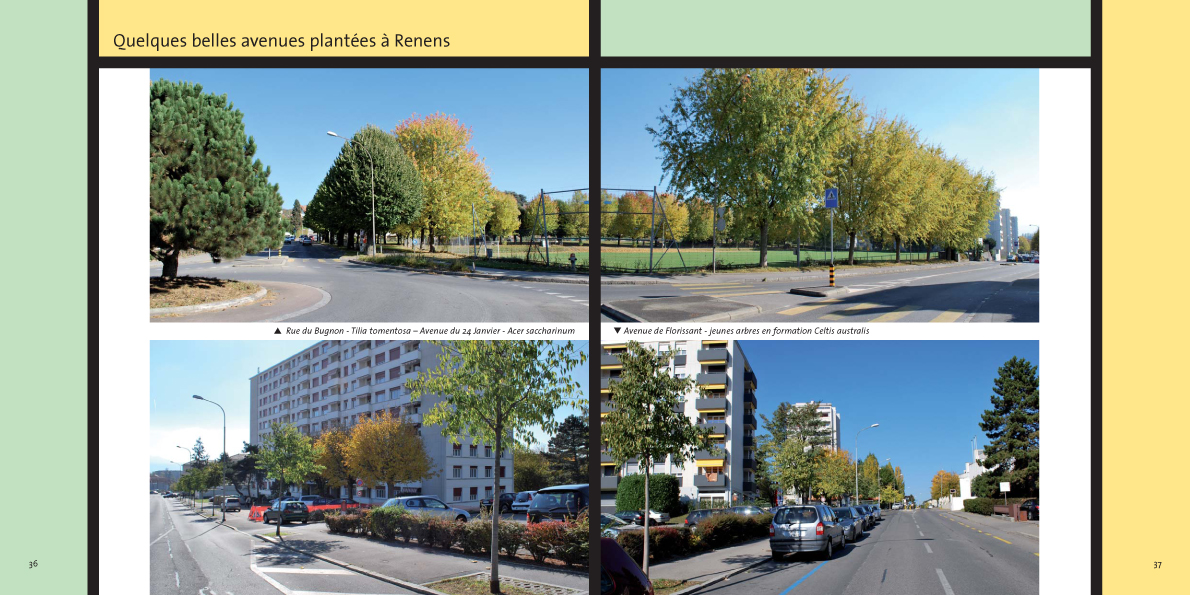 Quelques belles avenues plantées à Renens
▲ Rue du Bugnon - Tilia tomentosa – Avenue du 24 Janvier - Acer saccharinum
▼ Avenue de Florissant - jeunes arbres en formation Celtis australis
36
37